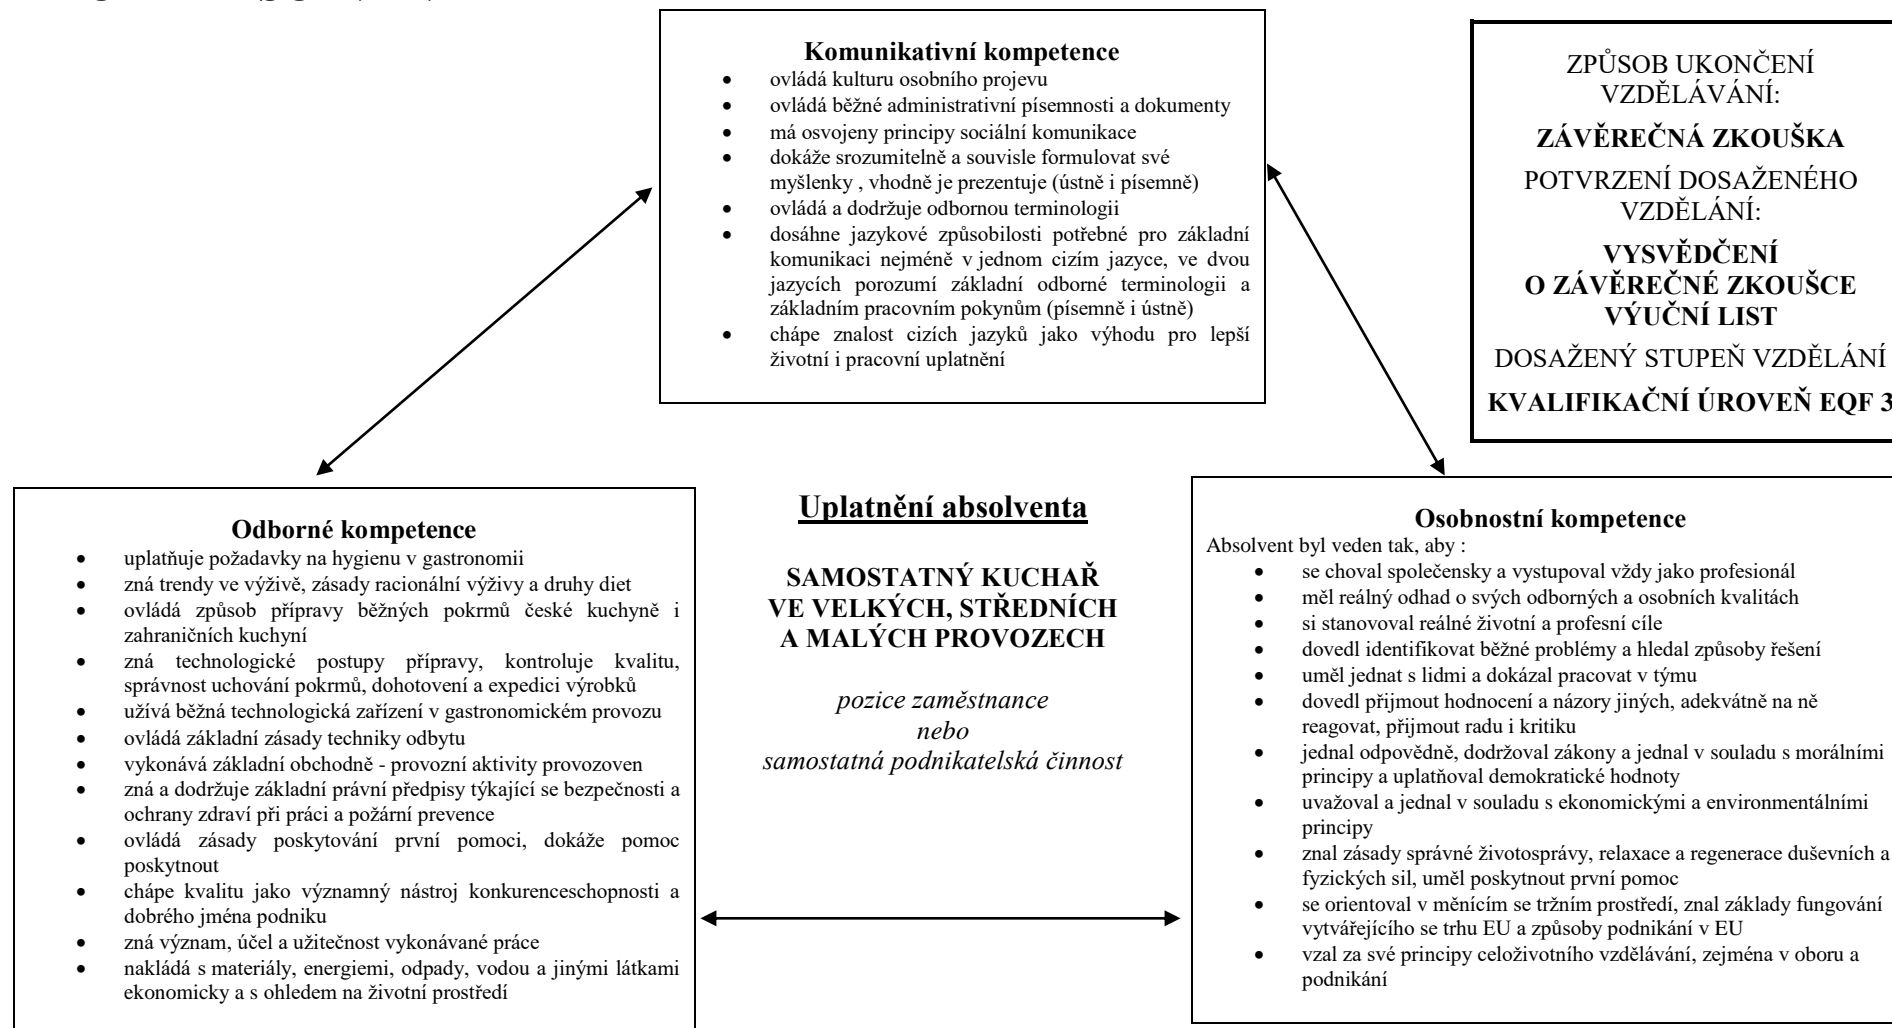 Komunikativní kompetence
• ovládá kulturu osobního projevu
• ovládá běžné administrativní písemnosti a dokumenty
• má osvojeny principy sociální komunikace
• dokáže srozumitelně a souvisle formulovat své
myšlenky , vhodně je prezentuje (ústně i písemně)
• ovládá a dodržuje odbornou terminologii
• dosáhne jazykové způsobilosti potřebné pro základní
komunikaci nejméně v jednom cizím jazyce, ve dvou
jazycích porozumí základní odborné terminologii a
základním pracovním pokynům (písemně i ústně)
• chápe znalost cizích jazyků jako výhodu pro lepší
životní i pracovní uplatnění
ZPŮSOB UKONČENÍ
VZDĚLÁVÁNÍ:
ZÁVĚREČNÁ ZKOUŠKA
POTVRZENÍ DOSAŽENÉHO
VZDĚLÁNÍ:
VYSVĚDČENÍ
O ZÁVĚREČNÉ ZKOUŠCE
VÝUČNÍ LIST
DOSAŽENÝ STUPEŇ VZDĚLÁNÍ
KVALIFIKAČNÍ ÚROVEŇ EQF 3
Odborné kompetence
• uplatňuje požadavky na hygienu v gastronomii
• zná trendy ve výživě, zásady racionální výživy a druhy diet
• ovládá způsob přípravy běžných pokrmů české kuchyně i
zahraničních kuchyní
• zná technologické postupy přípravy, kontroluje kvalitu,
správnost uchování pokrmů, dohotovení a expedici výrobků
• užívá běžná technologická zařízení v gastronomickém provozu
• ovládá základní zásady techniky odbytu
• vykonává základní obchodně - provozní aktivity provozoven
• zná a dodržuje základní právní předpisy týkající se bezpečnosti a
ochrany zdraví při práci a požární prevence
• ovládá zásady poskytování první pomoci, dokáže pomoc
poskytnout
• chápe kvalitu jako významný nástroj konkurenceschopnosti a
dobrého jména podniku
• zná význam, účel a užitečnost vykonávané práce
• nakládá s materiály, energiemi, odpady, vodou a jinými látkami
ekonomicky a s ohledem na životní prostředí
Uplatnění absolventa
SAMOSTATNÝ KUCHAŘ
VE VELKÝCH, STŘEDNÍCH
A MALÝCH PROVOZECH
pozice zaměstnance
nebo
samostatná podnikatelská činnost
Osobnostní kompetence
Absolvent byl veden tak, aby :
• se choval společensky a vystupoval vždy jako profesionál
• měl reálný odhad o svých odborných a osobních kvalitách
• si stanovoval reálné životní a profesní cíle
• dovedl identifikovat běžné problémy a hledal způsoby řešení
• uměl jednat s lidmi a dokázal pracovat v týmu
• dovedl přijmout hodnocení a názory jiných, adekvátně na ně
reagovat, přijmout radu i kritiku
• jednal odpovědně, dodržoval zákony a jednal v souladu s morálními
principy a uplatňoval demokratické hodnoty
• uvažoval a jednal v souladu s ekonomickými a environmentálními
principy
• znal zásady správné životosprávy, relaxace a regenerace duševních a
fyzických sil, uměl poskytnout první pomoc
• se orientoval v měnícím se tržním prostředí, znal základy fungování
vytvářejícího se trhu EU a způsoby podnikání v EU
• vzal za své principy celoživotního vzdělávání, zejména v oboru a
podnikání